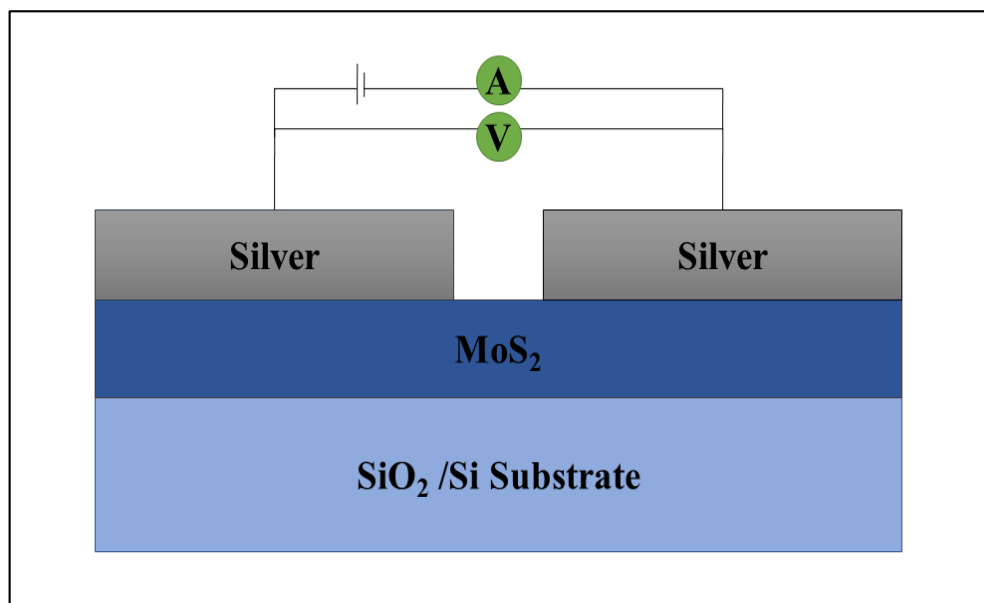 A
V
Silver
Silver
MoS₂
SiO₂ /Si Substrate